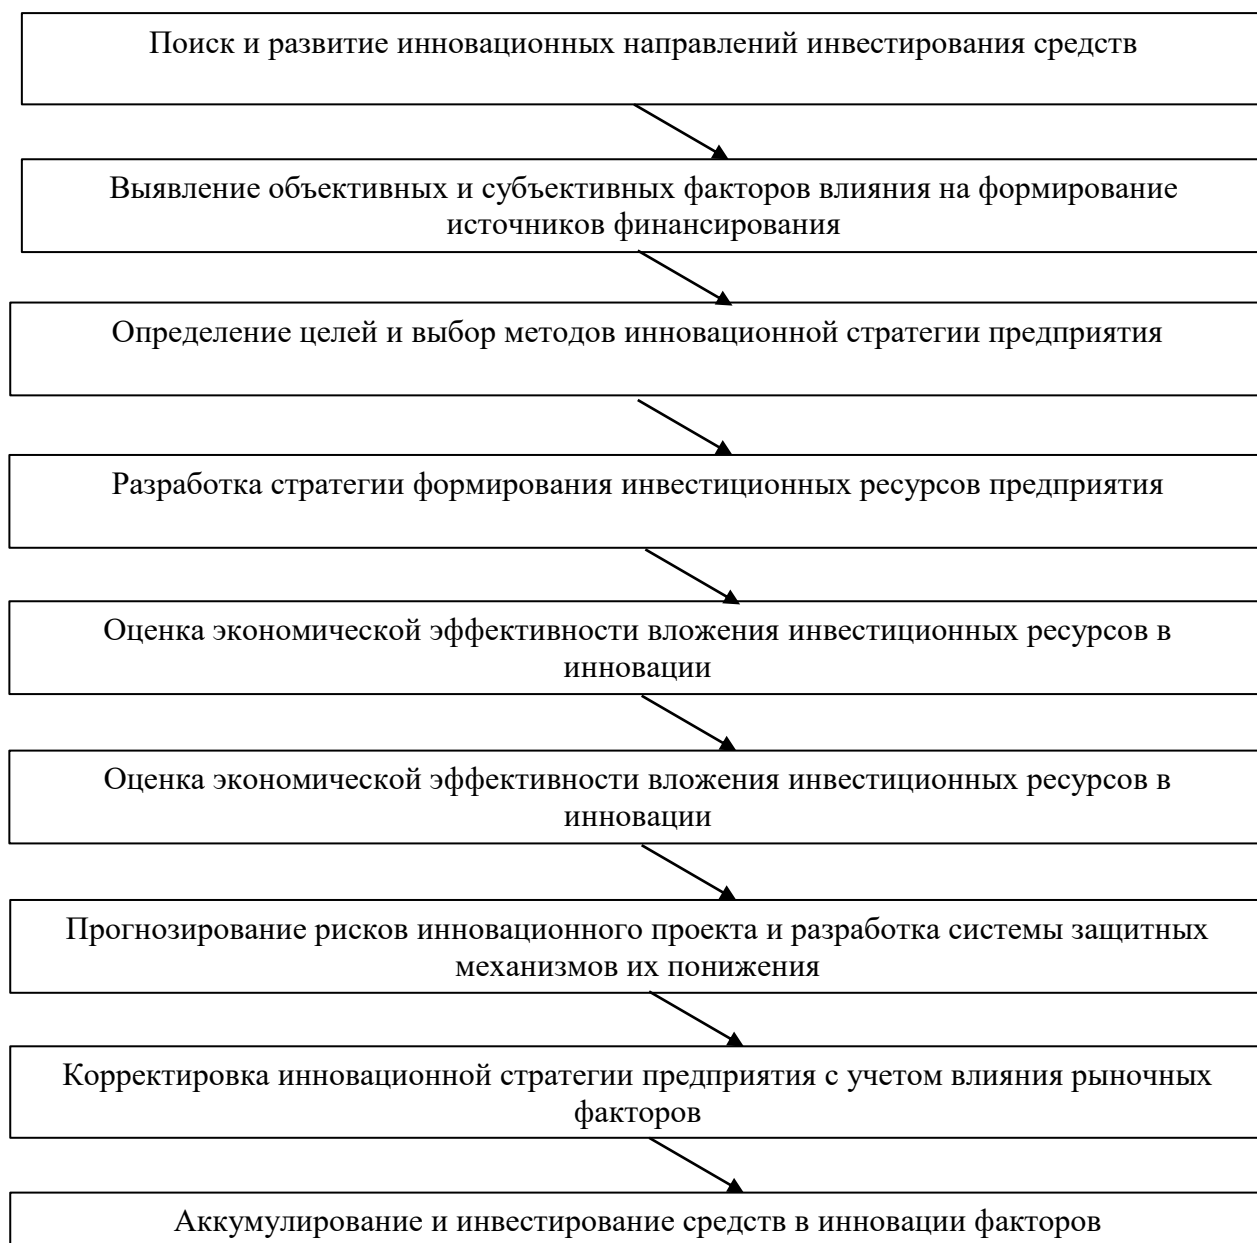 Поиск и развитие инновационных направлений инвестирования средств
Выявление объективных и субъективных факторов влияния на формирование
источников финансирования
Определение целей и выбор методов инновационной стратегии предприятия
Разработка стратегии формирования инвестиционных ресурсов предприятия
Оценка экономической эффективности вложения инвестиционных ресурсов в
инновации
Оценка экономической эффективности вложения инвестиционных ресурсов в
инновации
Прогнозирование рисков инновационного проекта и разработка системы защитных
механизмов их понижения
Корректировка инновационной стратегии предприятия с учетом влияния рыночных
факторов
Аккумулирование и инвестирование средств в инновации факторов